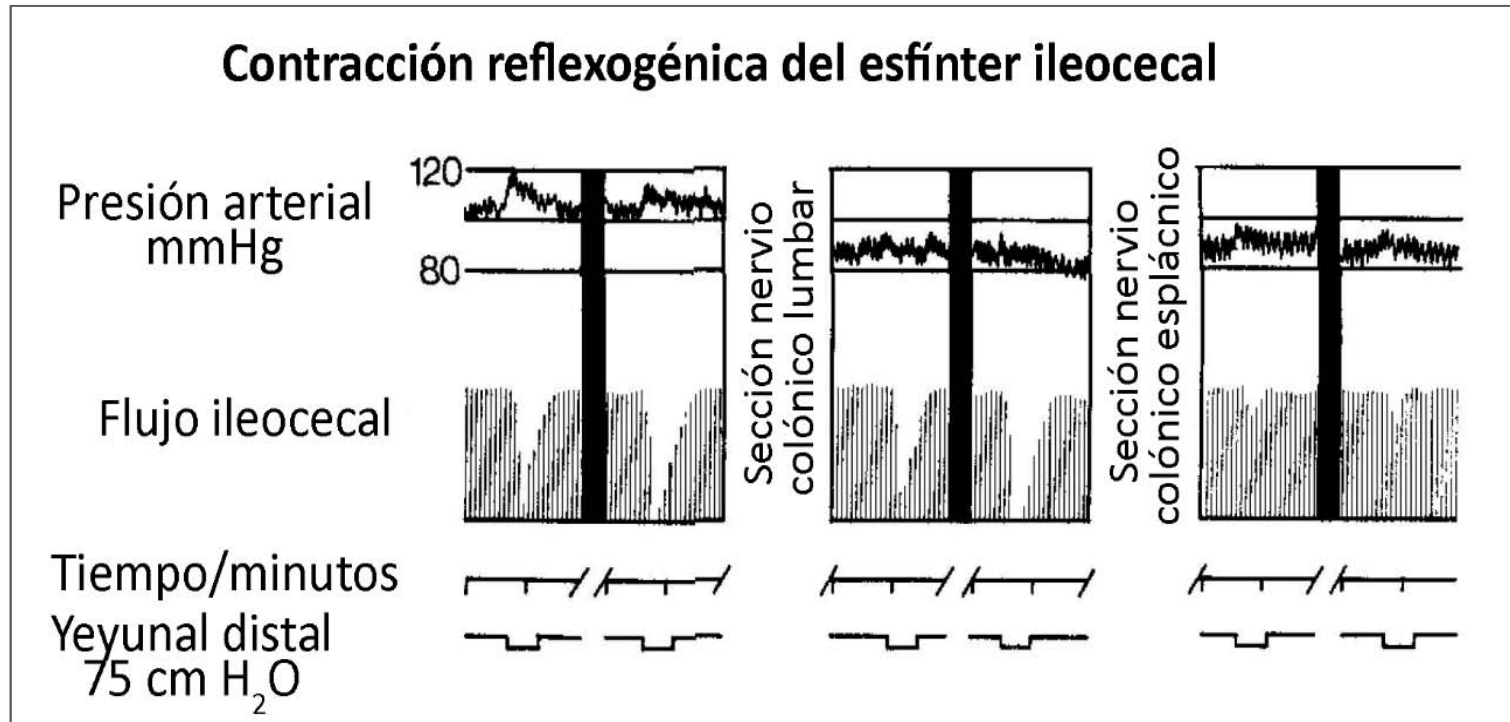 Contracción reflexogénica del esfínter ileocecal
120
Presión arterial
mmHg
80
Sección nervio
colónico lumbar
Sección nervio
colónico esplácnico
Flujo ileocecal
Tiempo/minutos
Yeyunal distal
75 cm H₂O